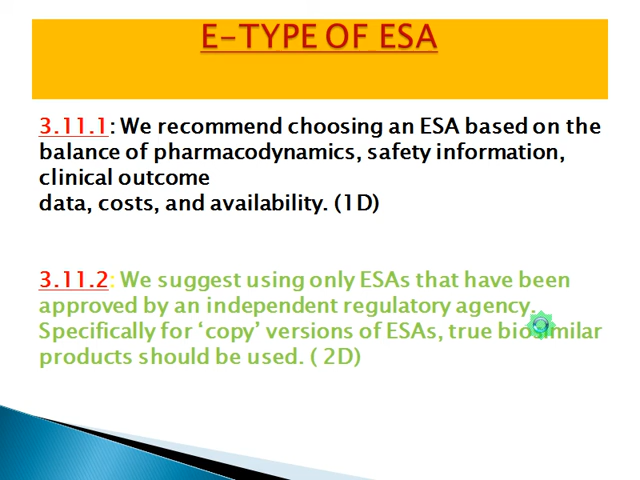 E-TYPE OF ESA
3.11.1: We recommend choosing an ESA based on the
balance of pharmacodynamics, safety information,
clinical outcome
data, costs, and availability. (1D)
3.11.2: We suggest using only ESAs that have been
approved by an independent regulatory agency.
Specifically for ‘copy’ versions of ESAs, true biosimilar
products should be used. ( 2D)